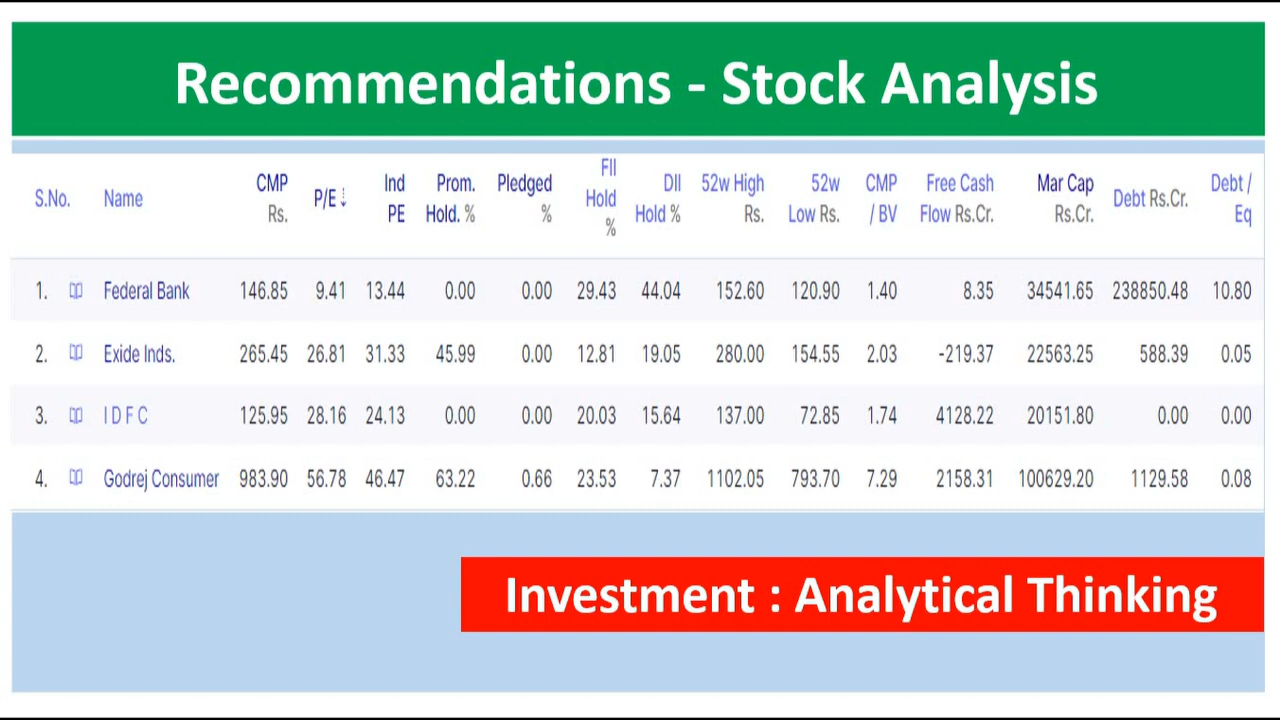 Recommendations - Stock Analysis
S.No. Name CMP Rs. P/E↓ Ind PE Prom. Hold. % Pledged % FII Hold % DII Hold % 52w High Rs. 52w Low Rs. CMP / BV Free Cash Flow Rs.Cr. Mar Cap Rs.Cr. Debt Rs.Cr. Debt / Eq
1. Federal Bank 146.85 9.41 13.44 0.00 0.00 29.43 44.04 152.60 120.90 1.40 8.35 34541.65 238850.48 10.80
2. Exide Inds. 265.45 26.81 31.33 45.99 0.00 12.81 19.05 280.00 154.55 2.03 -219.37 22563.25 588.39 0.05
3. I D F C 125.95 28.16 24.13 0.00 0.00 20.03 15.64 137.00 72.85 1.74 4128.22 20151.80 0.00 0.00
4. Godrej Consumer 983.90 56.78 46.47 63.22 0.66 23.53 7.37 1102.05 793.70 7.29 2158.31 100629.20 1129.58 0.08
Investment : Analytical Thinking